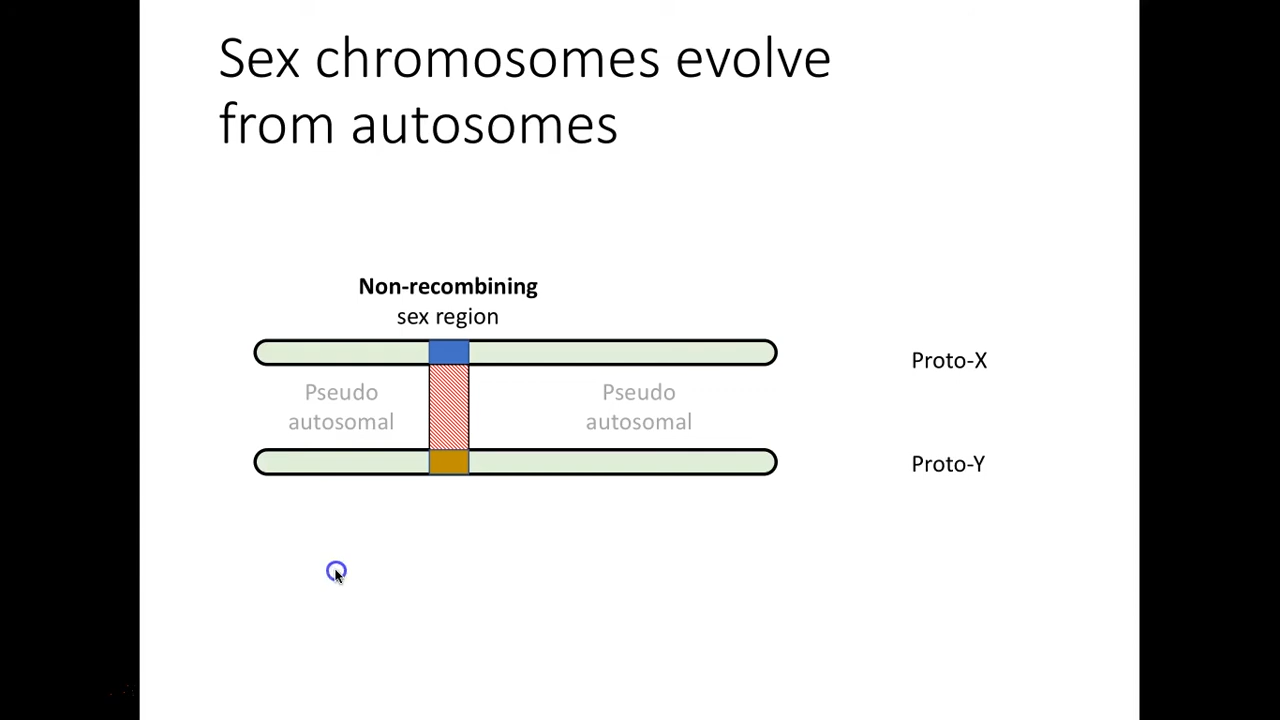 Sex chromosomes evolve
from autosomes
Non-recombining
sex region
Proto-X
Pseudo
autosomal
Pseudo
autosomal
Proto-Y